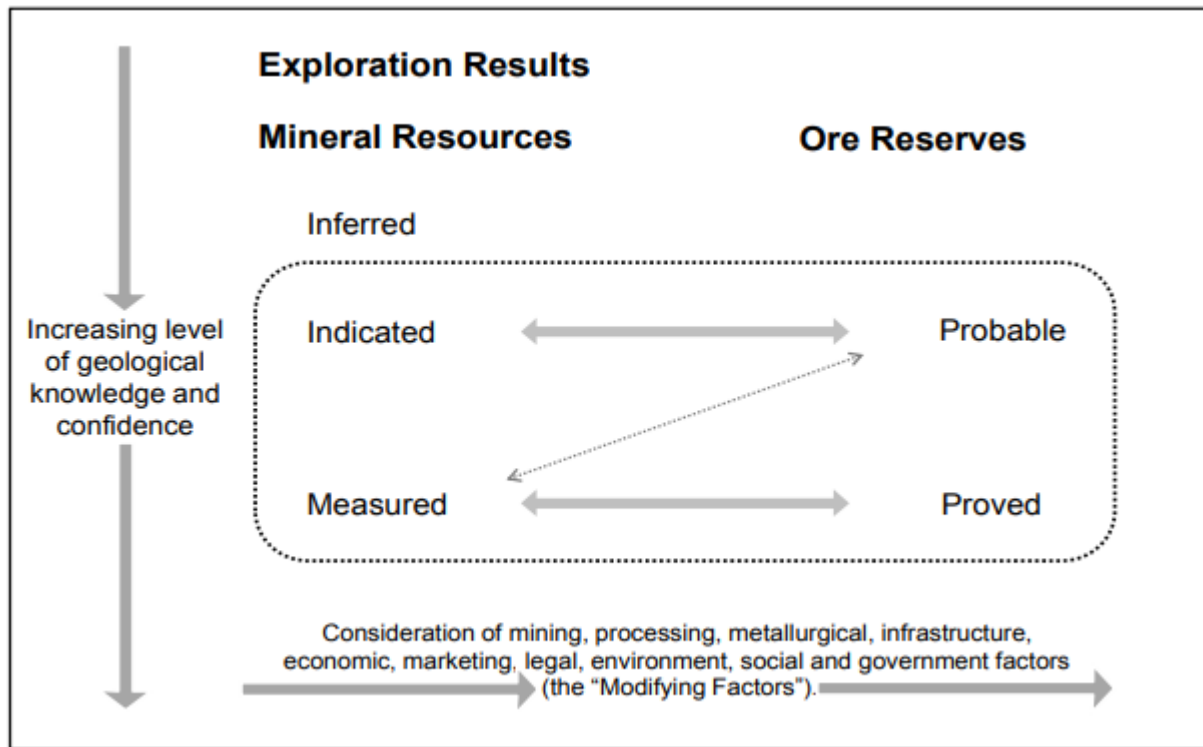 Exploration Results
Mineral Resources
Ore Reserves
Inferred
Increasing level
of geological
knowledge and
confidence
Indicated
Probable
Measured
Proved
Consideration of mining, processing, metallurgical, infrastructure,
economic, marketing, legal, environment, social and government factors
(the “Modifying Factors”).